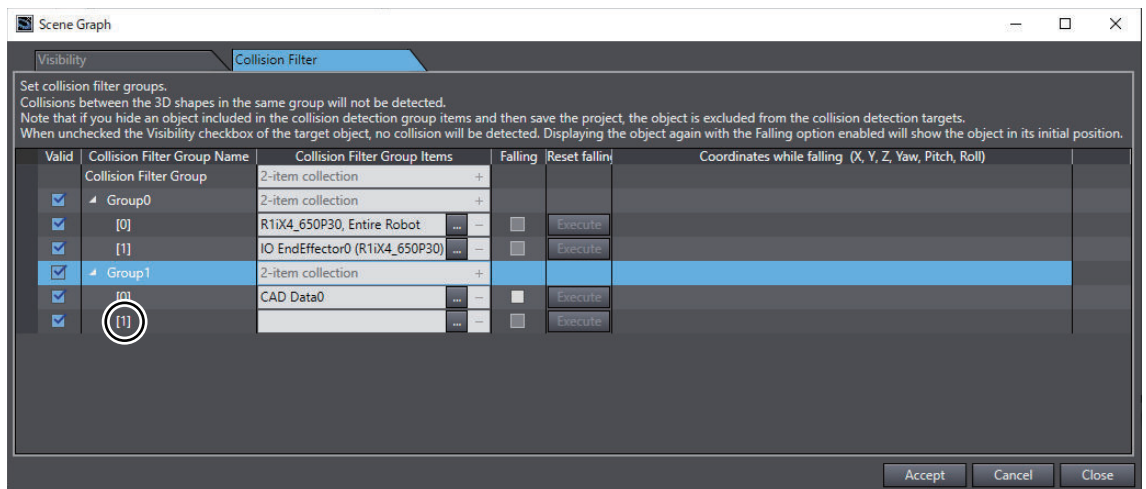 Scene Graph
Visibility
Collision Filter
Set collision filter groups.
Collisions between the 3D shapes in the same group will not be detected.
Note that if you hide an object included in the collision detection group items and then save the project, the object is excluded from the collision detection targets.
When unchecked the Visibility checkbox of the target object, no collision will be detected. Displaying the object again with the Falling option enabled will show the object in its initial position.
Valid Collision Filter Group Name Collision Filter Group Items Falling Reset fallin Coordinates while falling (X, Y, Z, Yaw, Pitch, Roll)
Collision Filter Group 2-item collection +
Group0 2-item collection +
[0] R1iX4_650P30, Entire Robot ... − Execute
[1] IO EndEffector0 (R1iX4_650P30) ... − Execute
Group1 2-item collection +
[0] CAD Data0 ... − Execute
[1] ... − Execute
Accept Cancel Close